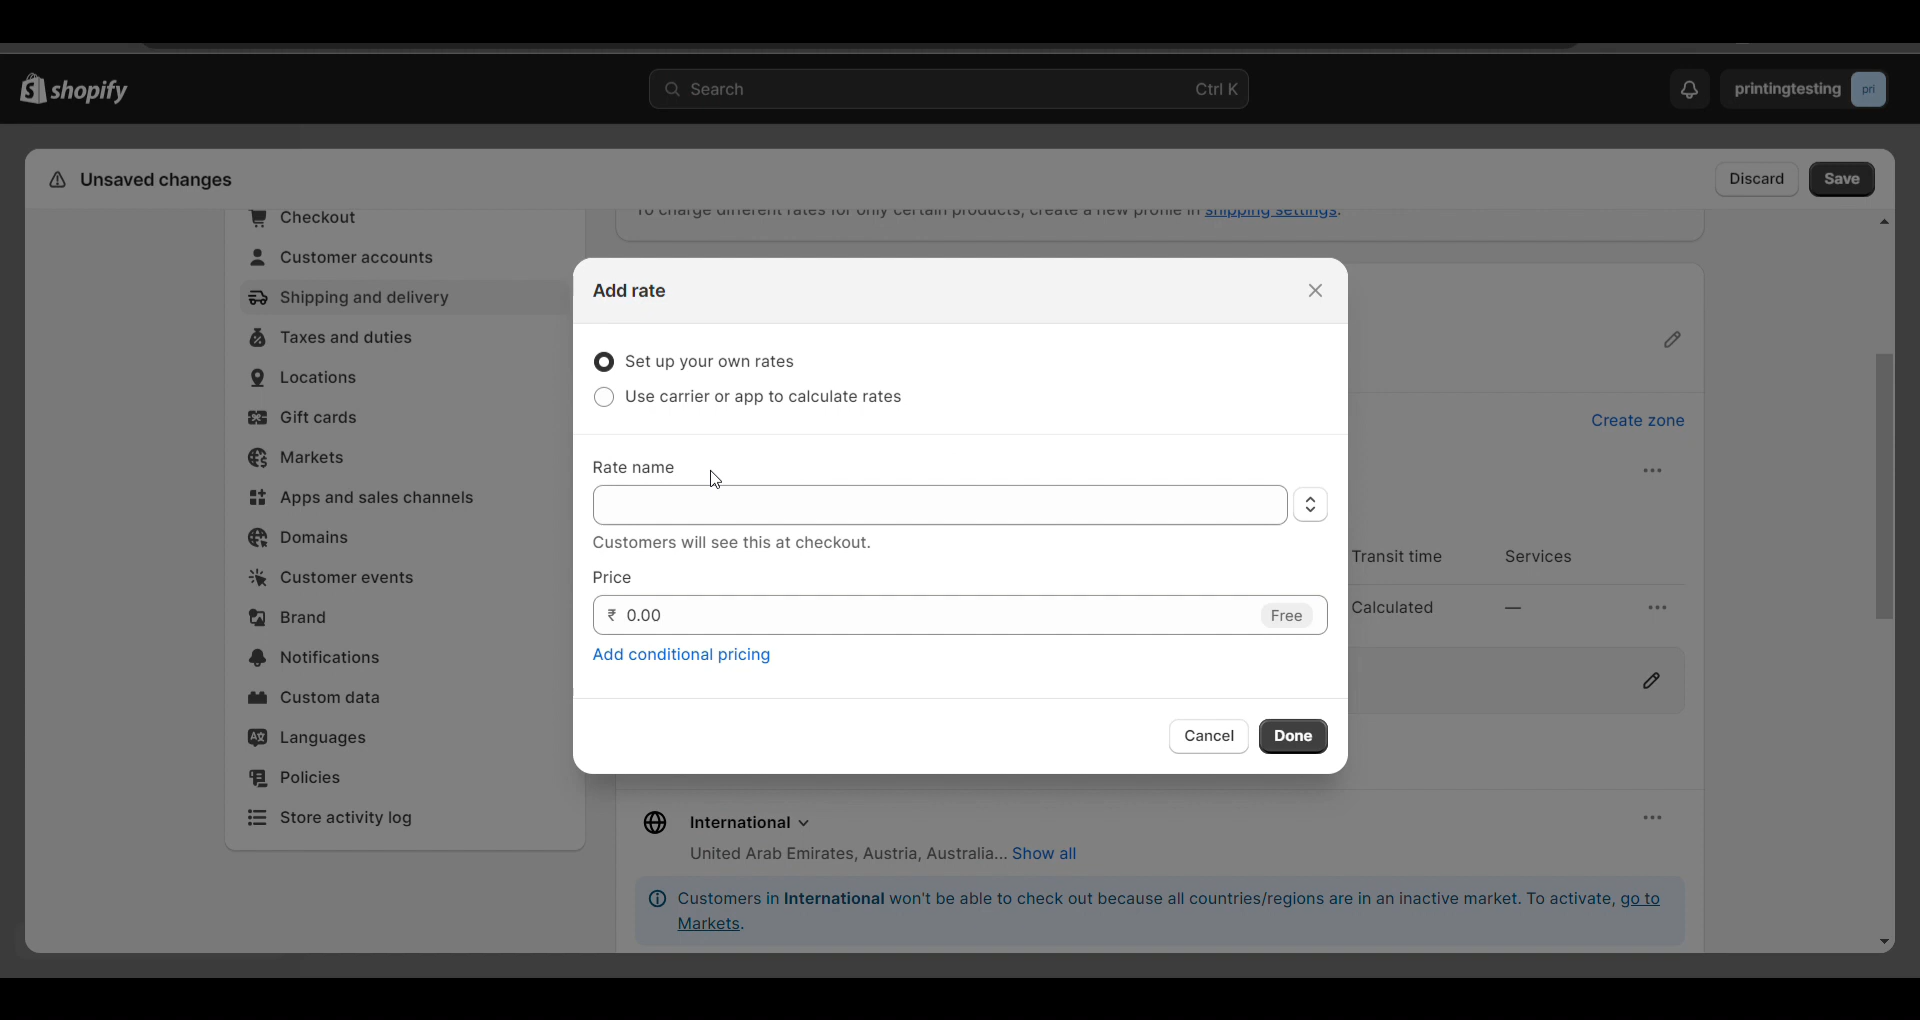 shopify
Search
Ctrl K
printingtesting
pri
Unsaved changes
Discard
Save
Checkout
Customer accounts
Shipping and delivery
Taxes and duties
Locations
Gift cards
Markets
Apps and sales channels
Domains
Customer events
Brand
Notifications
Custom data
Languages
Policies
Store activity log
To charge different rates for only certain products, create a new profile in shipping settings.
Add rate
Set up your own rates
Use carrier or app to calculate rates
Rate name
Customers will see this at checkout.
Price
₹ 0.00
Free
Add conditional pricing
Cancel
Done
Create zone
Transit time
Services
Calculated
—
International
United Arab Emirates, Austria, Australia... Show all
Customers in International won't be able to check out because all countries/regions are in an inactive market. To activate, go to
Markets.